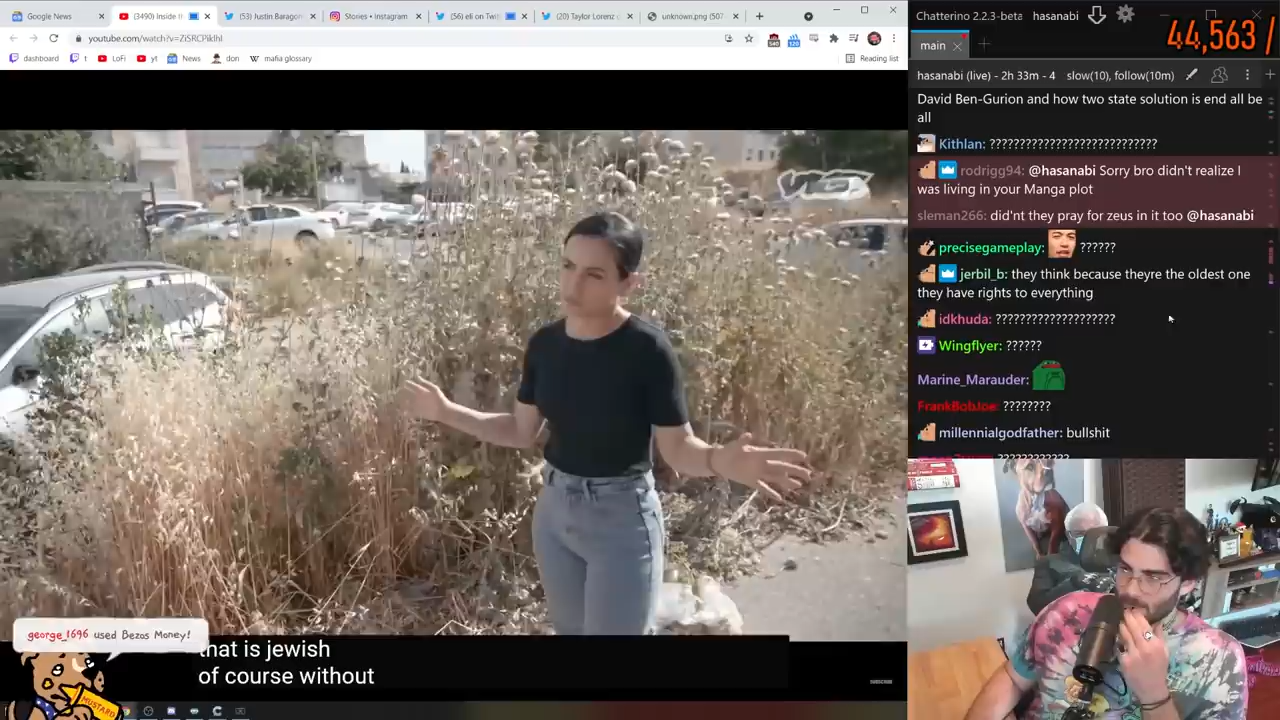 Google News
(3490) Inside th
(53) Justin Baragon
Stories • Instagram
(56) eli on Twit
(20) Taylor Lorenz
unknown.png (507
youtube.com/watch?v=ZiSRCPikIhI
dashboard
t
LoFi
yt
News
don
mafia glossary
Reading list
Chatterino 2.2.3-beta
hasanabi
44,563 /
main
hasanabi (live) - 2h 33m - 4
slow(10), follow(10m)
David Ben-Gurion and how two state solution is end all be
all
Kithlan: ???????????????????????????
rodrigg94: @hasanabi Sorry bro didn't realize I
was living in your Manga plot
sleman266: did'nt they pray for zeus in it too @hasanabi
precisegameplay: ??????
jerbil_b: they think because theyre the oldest one
they have rights to everything
idkhuda: ???????????????????
Wingflyer: ??????
Marine_Marauder:
FrankBobJoe: ????????
millennialgodfather: bullshit
george_1696 used Bezos Money!
that is jewish
of course without
SUBSCRIBE
MUSTARD